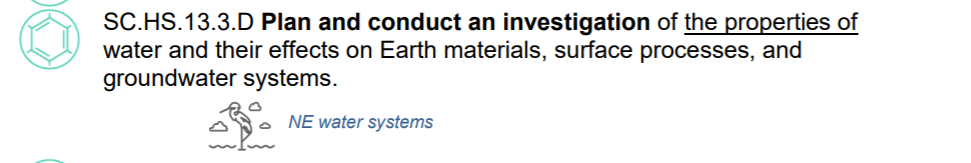 SC.HS.13.3.D Plan and conduct an investigation of the properties of
water and their effects on Earth materials, surface processes, and
groundwater systems.
NE water systems